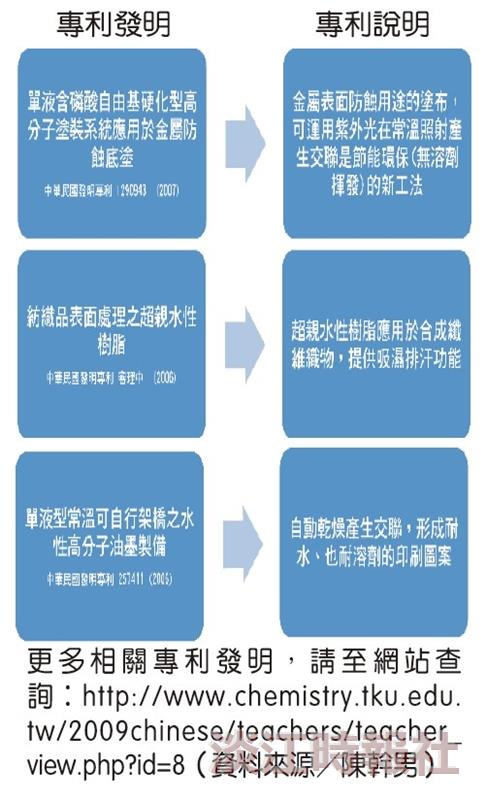 專利發明
專利說明
單液含磷酸自由基硬化型高
分子塗裝系統應用於金屬防
蝕底塗
中華民國發明專利 I 290943 (2007)
金屬表面防蝕用途的塗布，
可運用紫外光在常溫照射產
生交聯是節能環保(無溶劑
揮發)的新工法
紡纖品表面處理之超親水性
樹脂
中華民國發明專利 審理中 (2006)
超親水性樹脂應用於合成纖
維織物，提供吸濕排汗功能
單液型常溫可自行架橋之水
性高分子油墨製備
中華民國發明專利
自動乾燥產生交聯，形成耐
水、也耐溶劑的印刷圖案
更多相關專利發明，請至網站查
詢：http://www.chemistry.tku.edu.
tw/2009chinese/teachers/teacher_
view.php?id=8（資料來源／陳幹男）
淡江時報社